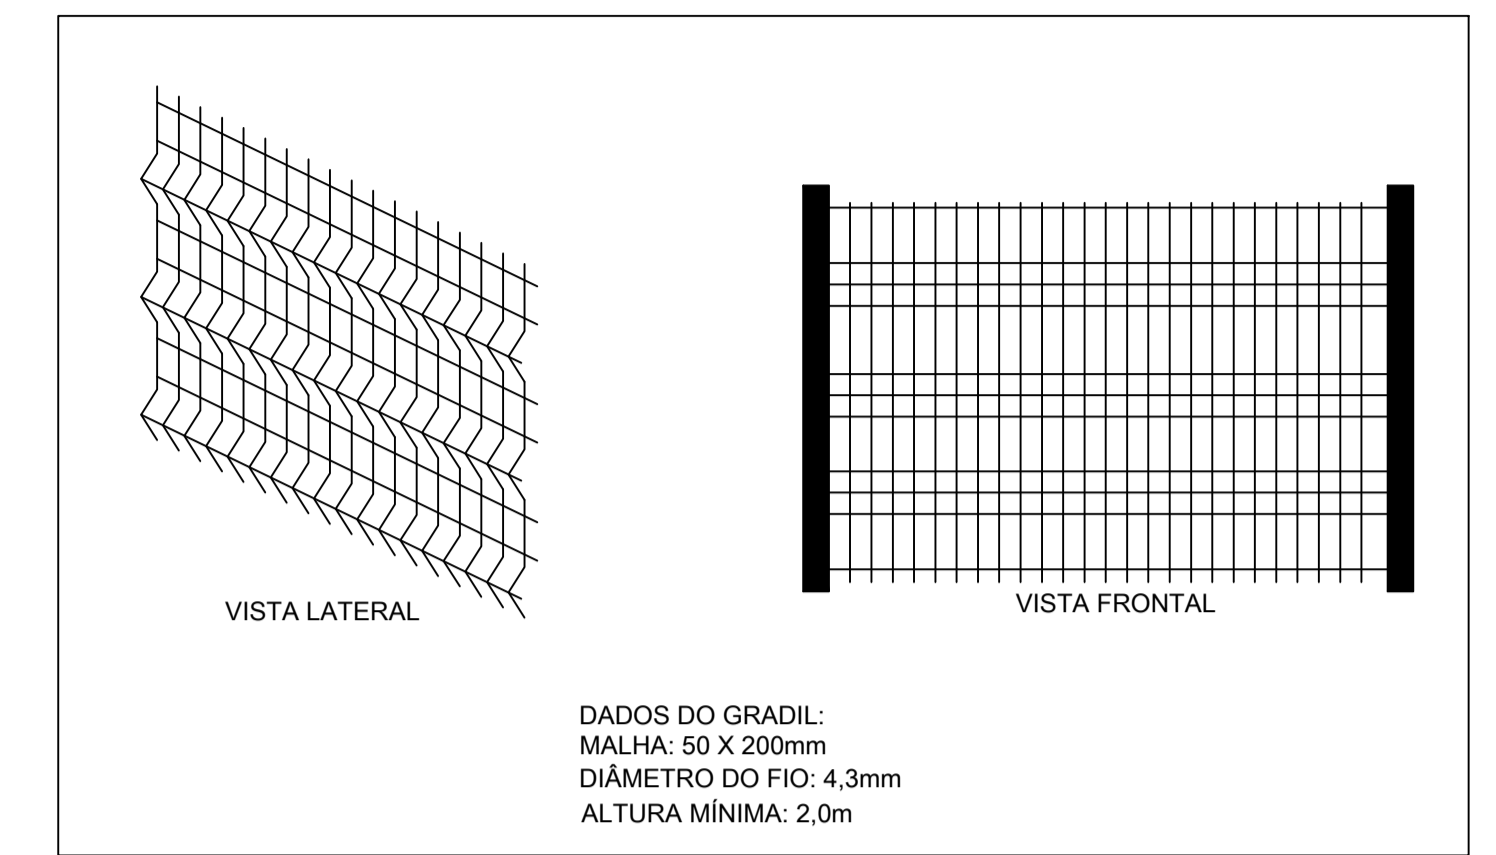 VISTA LATERAL
VISTA FRONTAL
DADOS DO GRADIL:
MALHA: 50 X 200mm
DIÂMETRO DO FIO: 4,3mm
ALTURA MÍNIMA: 2,0m